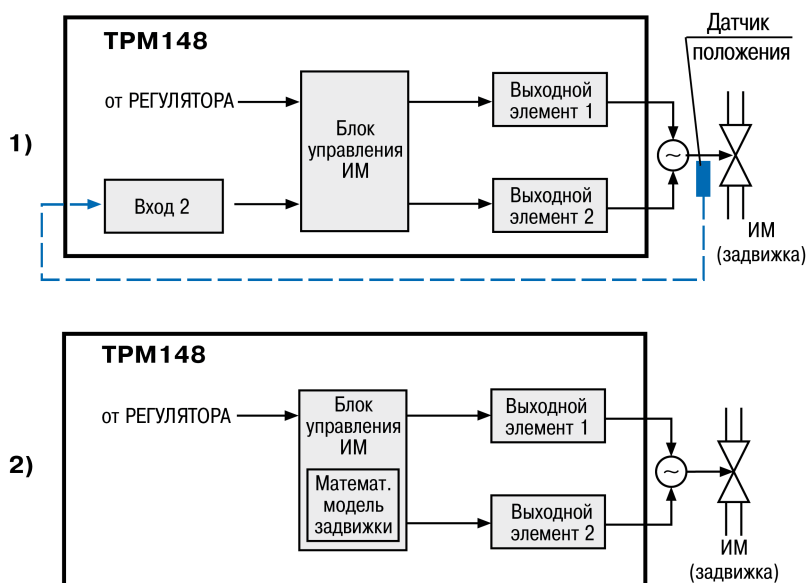 ТРМ148
Датчик
положения
от РЕГУЛЯТОРА
Блок
управления
ИМ
Выходной
элемент 1
1)
Вход 2
Выходной
элемент 2
~
ИМ
(задвижка)
ТРМ148
от РЕГУЛЯТОРА
Блок
управления
ИМ
Выходной
элемент 1
2)
Математ.
модель
задвижки
Выходной
элемент 2
~
ИМ
(задвижка)